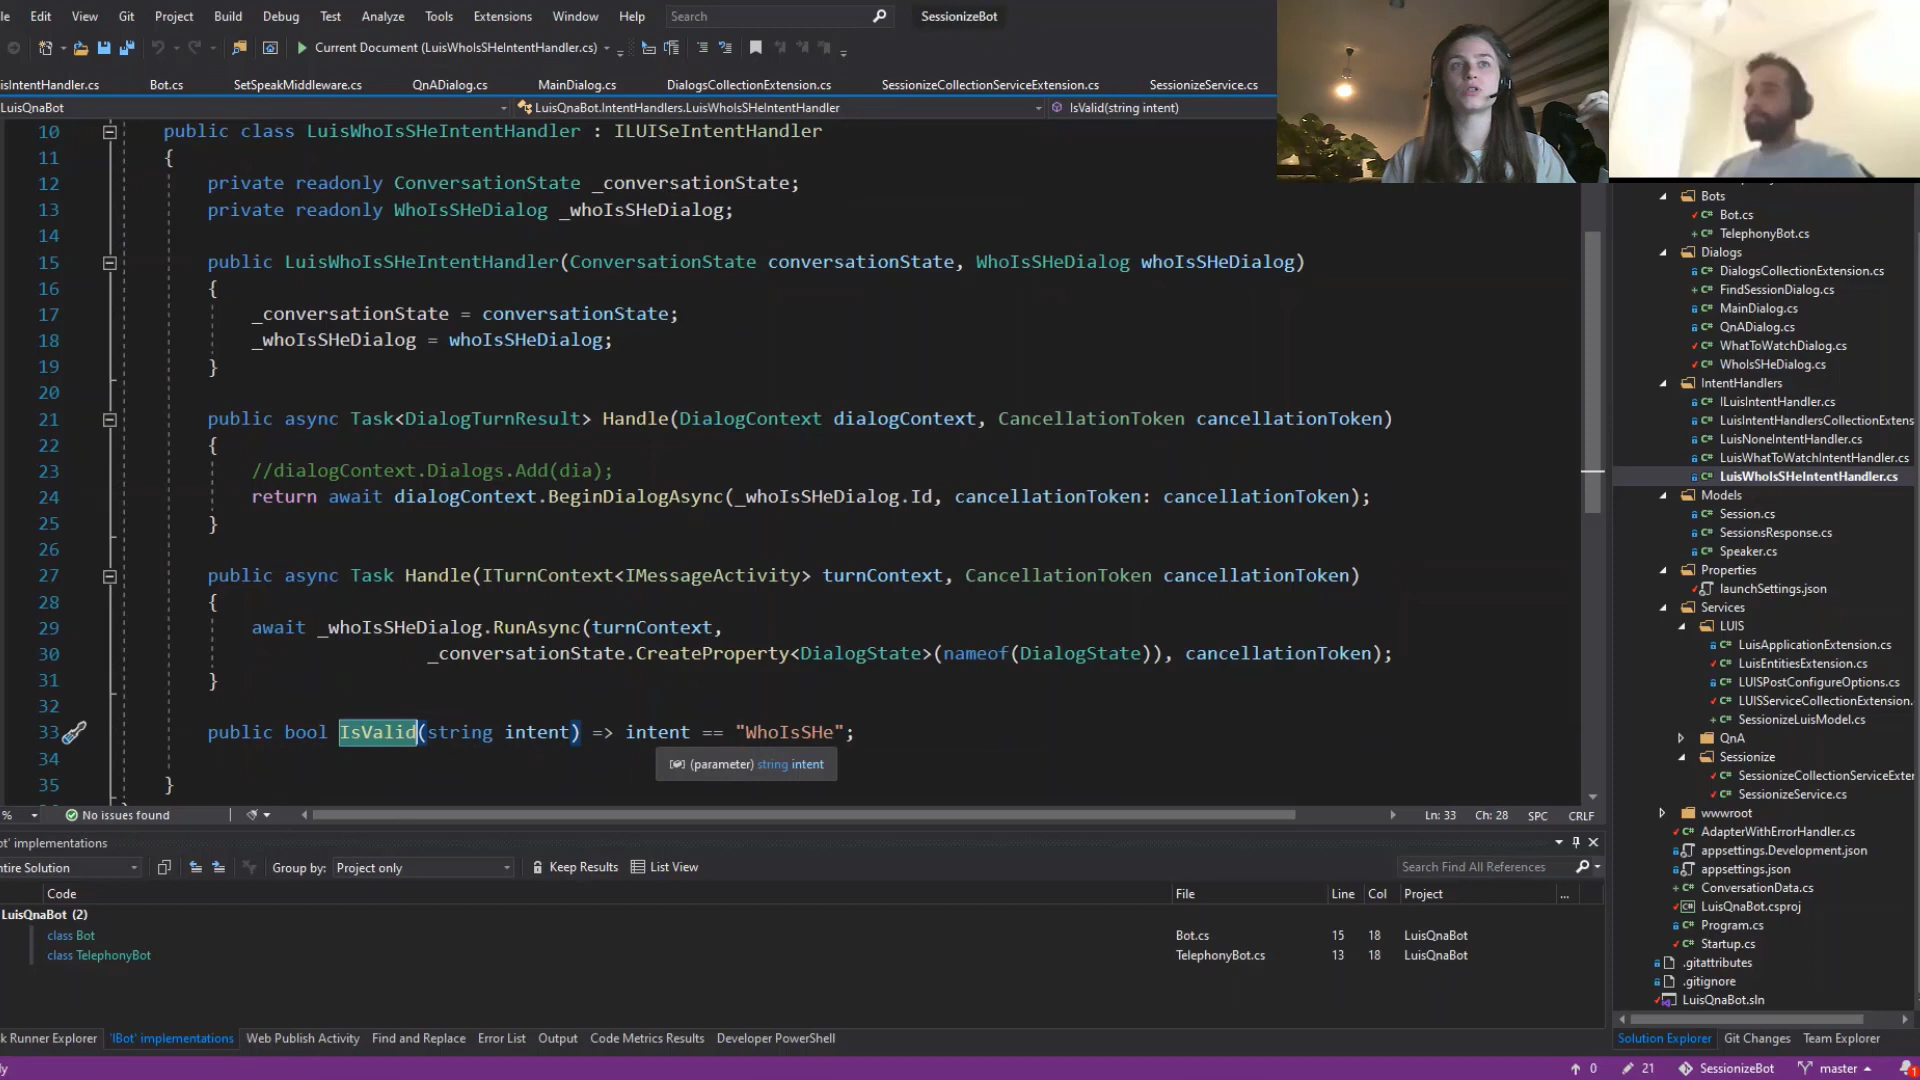 le Edit View Git Project Build Debug Test Analyze Tools Extensions Window Help Search SessionizeBot
Current Document (LuisWhoIsSHeIntentHandler.cs)
isIntentHandler.cs Bot.cs SetSpeakMiddleware.cs QnADialog.cs MainDialog.cs DialogsCollectionExtension.cs SessionizeCollectionServiceExtension.cs SessionizeService.cs
LuisQnaBot LuisQnaBot.IntentHandlers.LuisWhoIsSHeIntentHandler IsValid(string intent)
10 public class LuisWhoIsSHeIntentHandler : ILUISeIntentHandler
11 {
12 private readonly ConversationState _conversationState;
13 private readonly WhoIsSHeDialog _whoIsSHeDialog;
14
15 public LuisWhoIsSHeIntentHandler(ConversationState conversationState, WhoIsSHeDialog whoIsSHeDialog)
16 {
17 _conversationState = conversationState;
18 _whoIsSHeDialog = whoIsSHeDialog;
19 }
20
21 public async Task<DialogTurnResult> Handle(DialogContext dialogContext, CancellationToken cancellationToken)
22 {
23 //dialogContext.Dialogs.Add(dia);
24 return await dialogContext.BeginDialogAsync(_whoIsSHeDialog.Id, cancellationToken: cancellationToken);
25 }
26
27 public async Task Handle(ITurnContext<IMessageActivity> turnContext, CancellationToken cancellationToken)
28 {
29 await _whoIsSHeDialog.RunAsync(turnContext,
30 _conversationState.CreateProperty<DialogState>(nameof(DialogState)), cancellationToken);
31 }
32
33 public bool IsValid(string intent) => intent == "WhoIsSHe";
(parameter) string intent
34
35 }
% No issues found Ln: 33 Ch: 28 SPC CRLF
ot' implementations
ntire Solution Group by: Project only Keep Results List View Search Find All References
Code File Line Col Project ...
LuisQnaBot (2)
class Bot Bot.cs 15 18 LuisQnaBot
class TelephonyBot TelephonyBot.cs 13 18 LuisQnaBot
k Runner Explorer 'IBot' implementations Web Publish Activity Find and Replace Error List Output Code Metrics Results Developer PowerShell
Bots
C# Bot.cs
C# TelephonyBot.cs
Dialogs
C# DialogsCollectionExtension.cs
C# FindSessionDialog.cs
C# MainDialog.cs
C# QnADialog.cs
C# WhatToWatchDialog.cs
C# WhoIsSHeDialog.cs
IntentHandlers
C# ILuisIntentHandler.cs
C# LuisIntentHandlersCollectionExtens
C# LuisNoneIntentHandler.cs
C# LuisWhatToWatchIntentHandler.cs
C# LuisWhoIsSHeIntentHandler.cs
Models
C# Session.cs
C# SessionsResponse.cs
C# Speaker.cs
Properties
launchSettings.json
Services
LUIS
C# LuisApplicationExtension.cs
C# LuisEntitiesExtension.cs
C# LUISPostConfigureOptions.cs
C# LUISServiceCollectionExtension.
C# SessionizeLuisModel.cs
QnA
Sessionize
C# SessionizeCollectionServiceExter
C# SessionizeService.cs
wwwroot
C# AdapterWithErrorHandler.cs
appsettings.Development.json
appsettings.json
C# ConversationData.cs
C# LuisQnaBot.csproj
C# Program.cs
C# Startup.cs
.gitattributes
.gitignore
LuisQnaBot.sln
Solution Explorer Git Changes Team Explorer
dy 0 21 SessionizeBot master 1